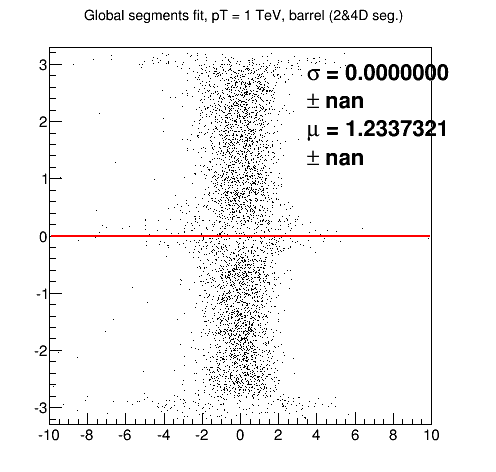 Global segments fit, pT = 1 TeV, barrel (2&4D seg.)
σ = 0.0000000
± nan
μ = 1.2337321
± nan
3
2
1
0
-1
-2
-3
-10 -8 -6 -4 -2 0 2 4 6 8 10